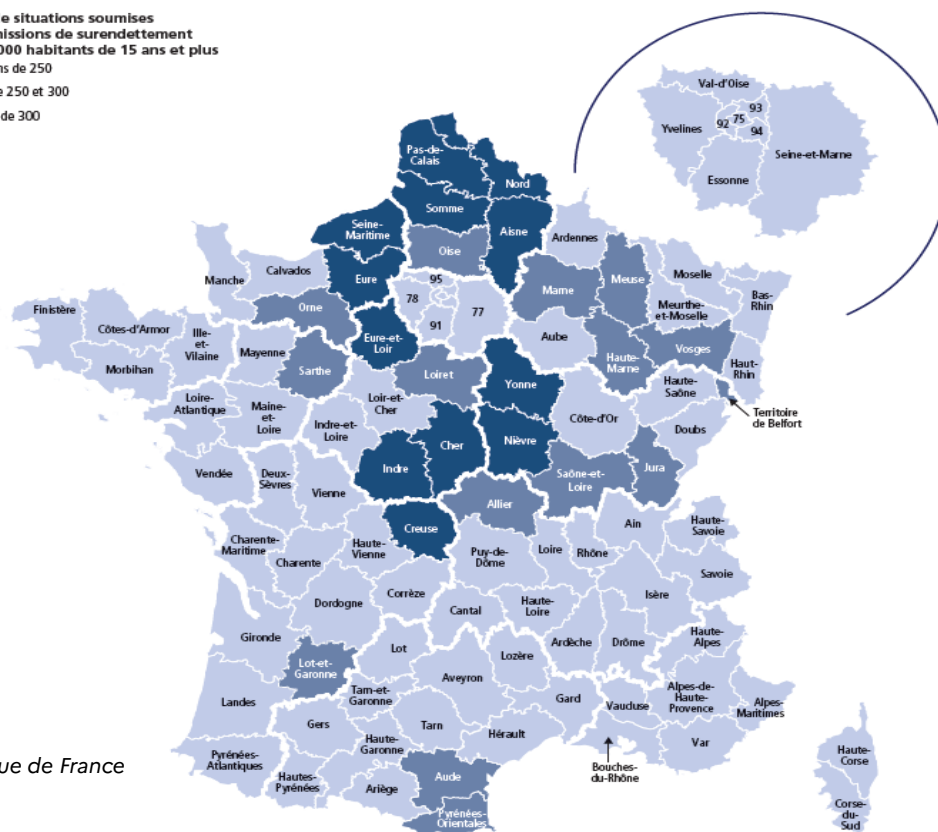 e situations soumises
nissions de surendettement
000 habitants de 15 ans et plus
ns de 250
e 250 et 300
de 300
Val-d'Oise
93
92
75
94
Yvelines
Seine-et-Marne
Essonne
Pas-de-
Calais
Nord
Somme
Seine-
Maritime
Aisne
Oise
Ardennes
Manche
Calvados
Eure
95
78
77
91
Marne
Meuse
Moselle
Meurthe-
et-Moselle
Bas-
Rhin
Orne
Finistère
Côtes-d'Armor
Ille-
et-
Vilaine
Morbihan
Mayenne
Sarthe
Eure-et-
Loir
Aube
Haute-
Marne
Vosges
Haut-
Rhin
Loiret
Yonne
Haute-
Saône
Territoire
de Belfort
Loire-
Atlantique
Maine-
et-
Loire
Loir-et-
Cher
Indre-et-
Loire
Côte-d'Or
Doubs
Cher
Nièvre
Indre
Vendée
Deux-
Sèvres
Vienne
Saône-et-
Loire
Jura
Allier
Creuse
Charente-
Maritime
Charente
Haute-
Vienne
Puy-de-
Dôme
Loire
Rhône
Ain
Haute-
Savoie
Savoie
Isère
Dordogne
Corrèze
Cantal
Haute-
Loire
Gironde
Lot
Lozère
Ardèche
Drôme
Haute-
Alpes
Lot-et-
Garonne
Aveyron
Landes
Tarn-et-
Garonne
Gard
Vaucluse
Alpes-de-
Haute-
Provence
Alpes-
Maritimes
Gers
Tarn
Hérault
Var
Haute-
Garonne
Bouches-
du-Rhône
Pyrénées-
Atlantiques
Hautes-
Pyrénées
Ariège
Aude
Pyrénées-
Orientales
Haute-
Corse
Corse-
du-
Sud
ue de France